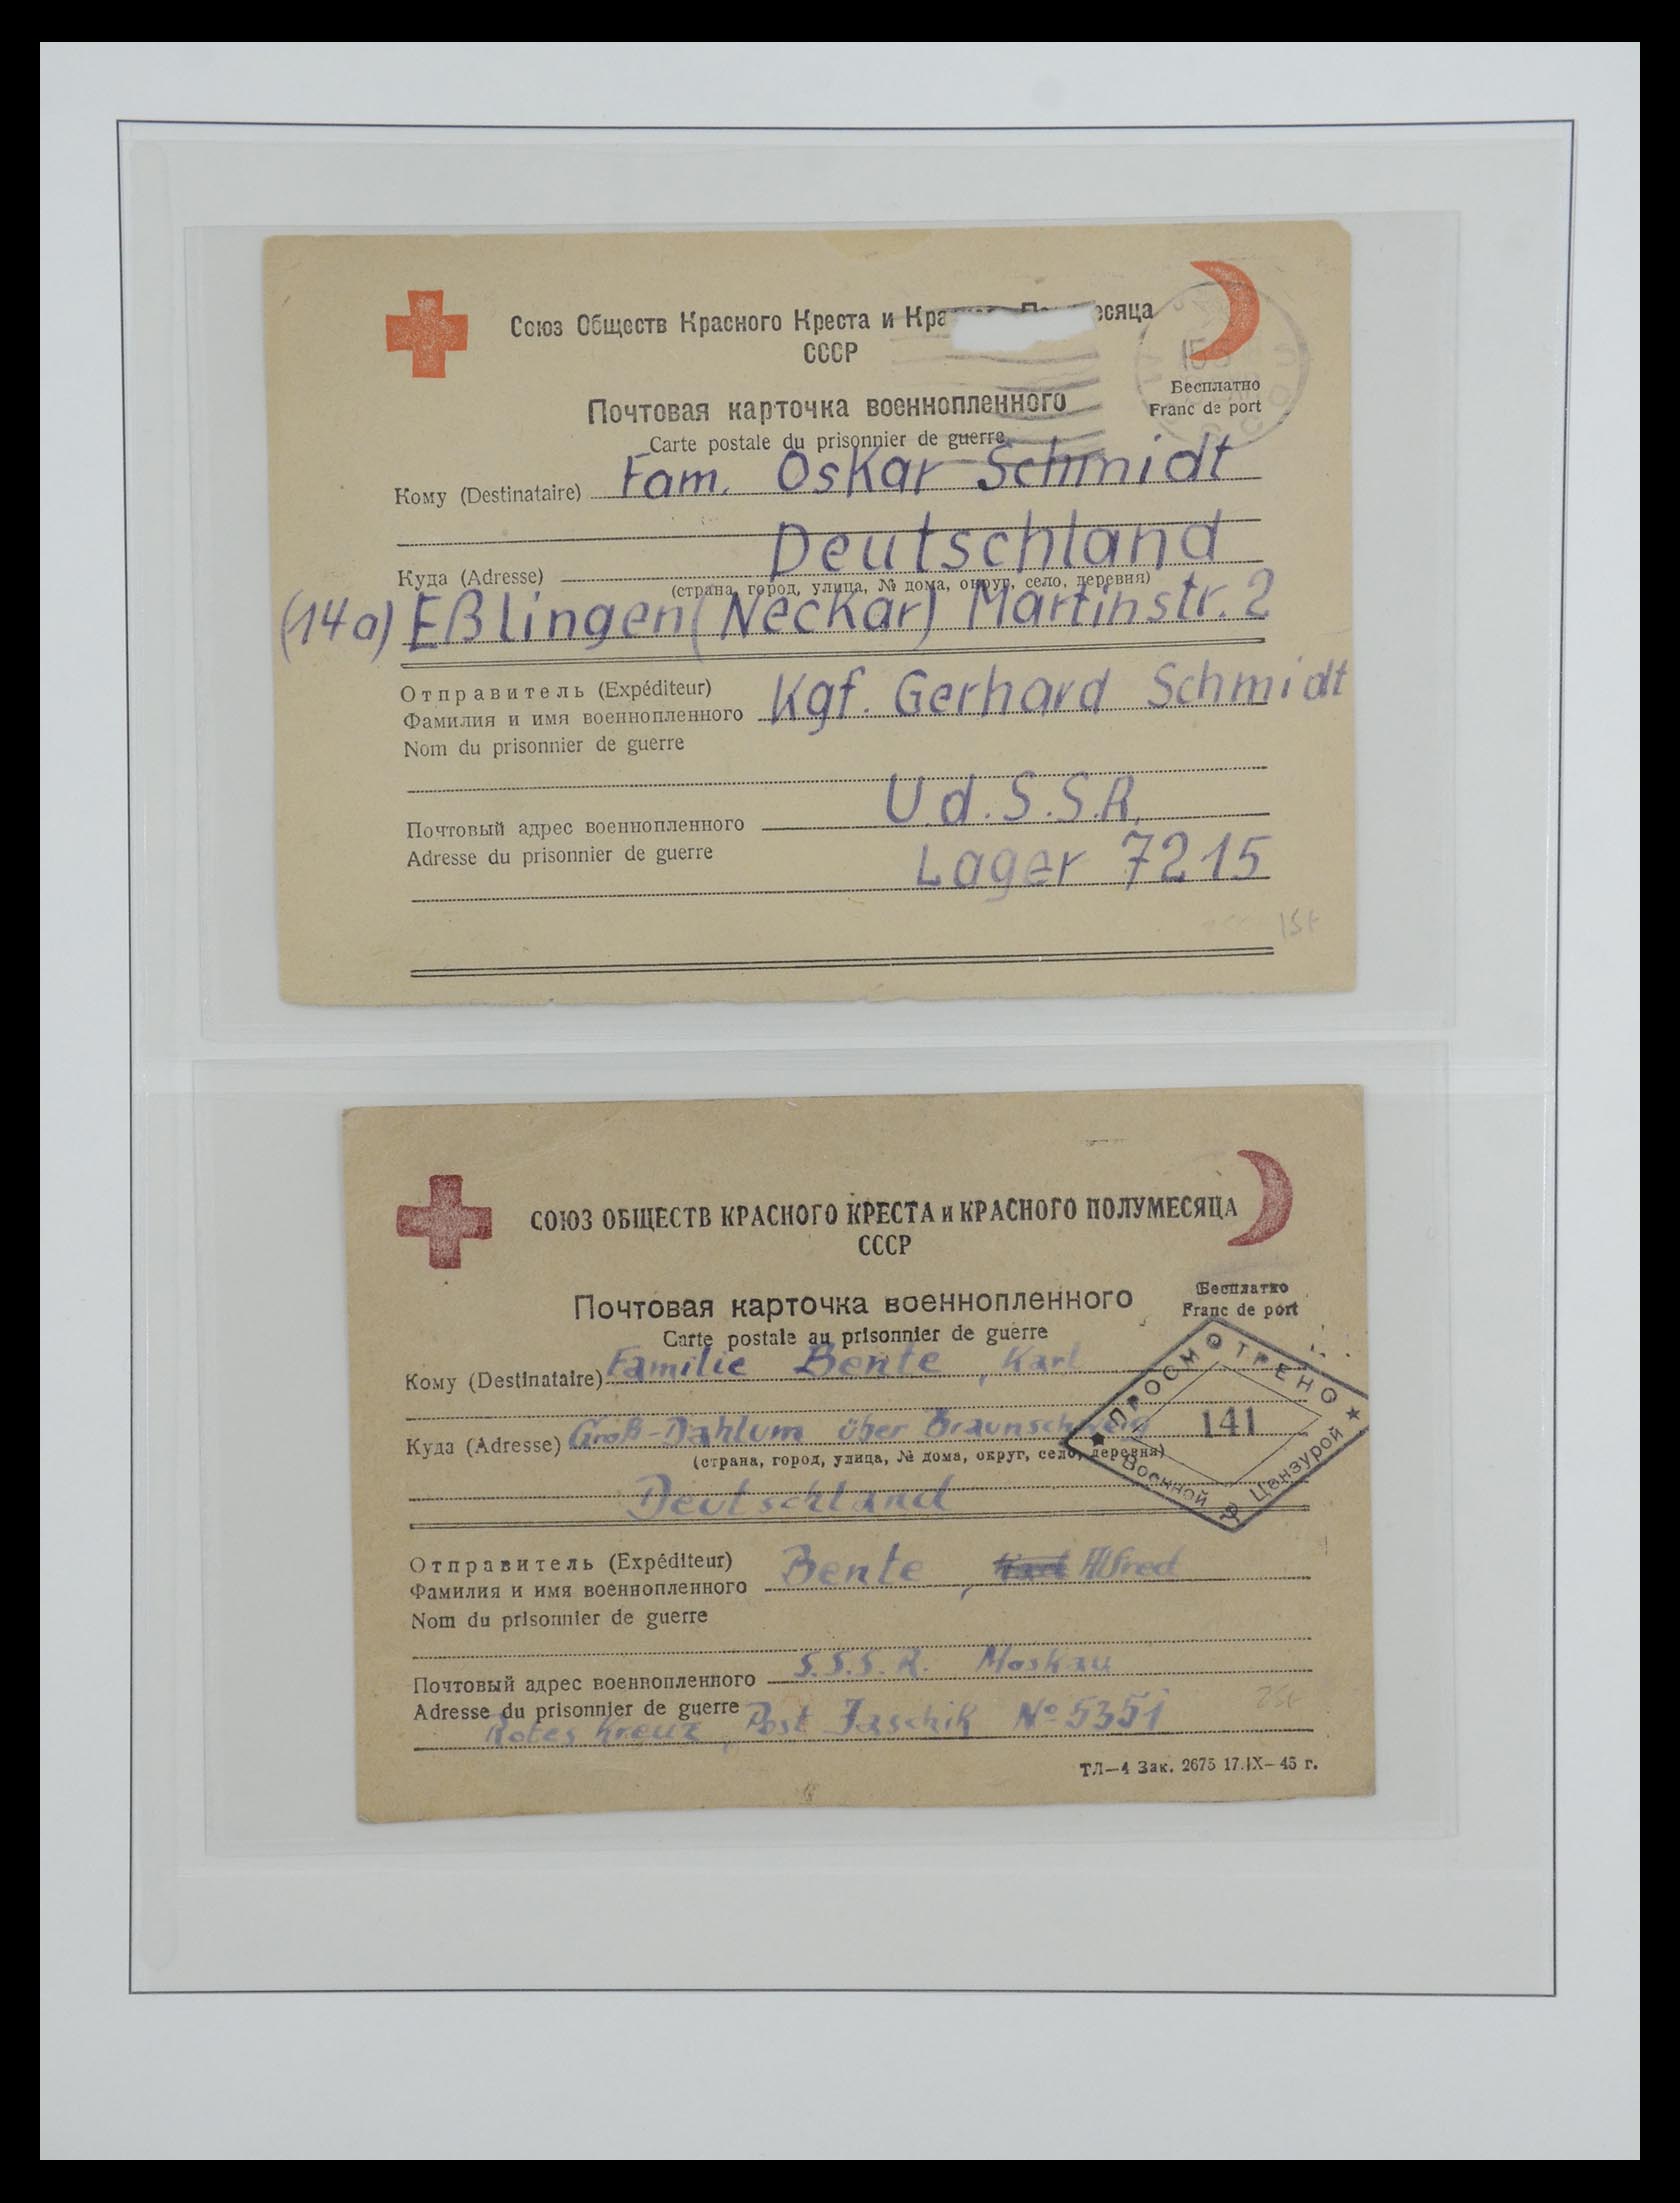 Союз Обществ Красного Креста и Кра есяца
СССР
Почтовая карточка военнопленного
Бесплатно
Franc de port
Carte postale du prisonnier de guerre
Кому (Destinataire) Fam. Oskar Schmidt
Deutschland
Куда (Adresse)
(страна, город, улица, № дома, округ, село, деревня)
(14a) Eßlingen (Neckar) Martinstr. 2
Отправитель (Expéditeur)
Фамилия и имя военнопленного Kgf. Gerhard Schmidt
Nom du prisonnier de guerre
U.d.S.S.R.
Почтовый адрес военнопленного
Adresse du prisonnier de guerre
Lager 7215
СОЮЗ ОБЩЕСТВ КРАСНОГО КРЕСТА и КРАСНОГО ПОЛУМЕСЯЦА
СССР
Почтовая карточка военнопленного
Бесплатно
Franc de port
Carte postale au prisonnier de guerre
Кому (Destinataire) Familie Bente, Karl
Куда (Adresse) Groß-Dahlum über Braunschweig
(страна, город, улица, № дома, округ, село, деревня)
Deutschland
ПРОСМОТРЕНО
141
Военной Цензурой
Отправитель (Expéditeur)
Фамилия и имя военнопленного Bente, Alfred
Nom du prisonnier de guerre
S.S.S.R. Moskau
Почтовый адрес военнопленного
Adresse du prisonnier de guerre
Rotes Kreuz, Post Jaschik № 5351
ТЛ—4 Зак. 2675 17.IX—45 г.